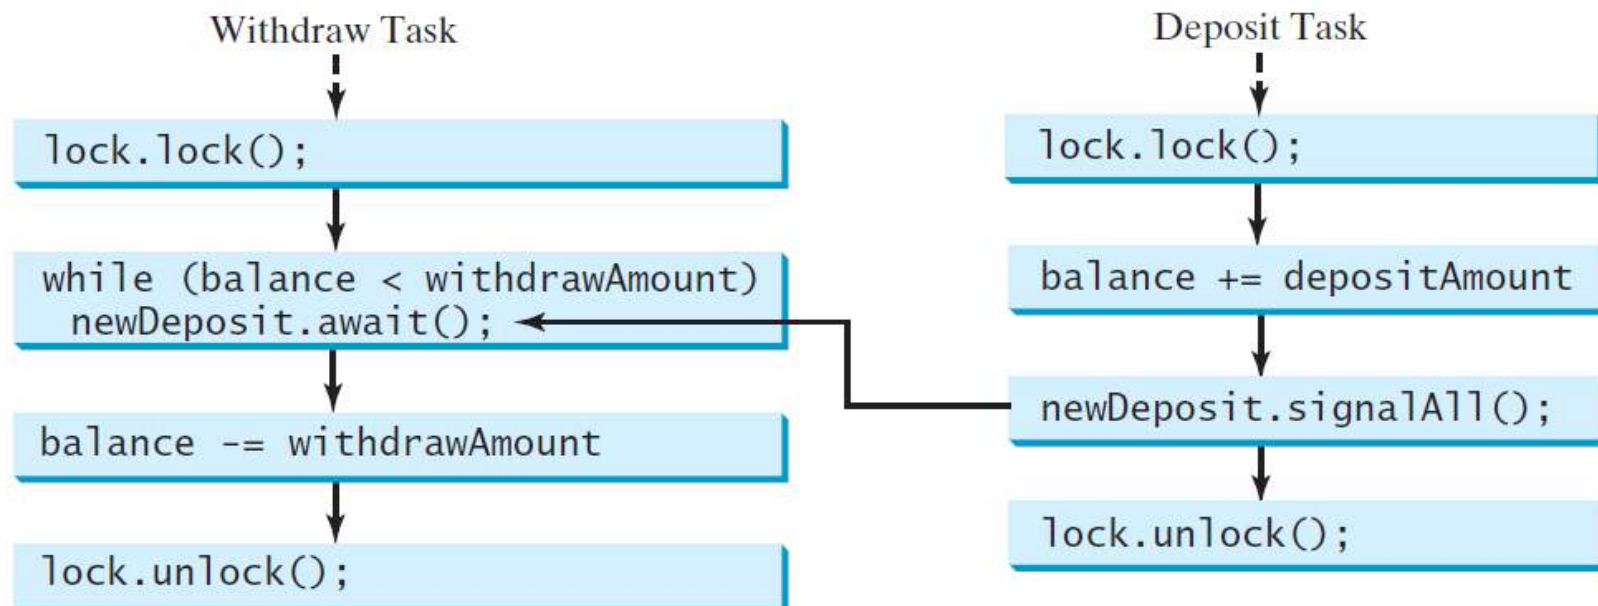 Withdraw Task
lock.lock();
while (balance < withdrawAmount)
newDeposit.await();
balance -= withdrawAmount
lock.unlock();
Deposit Task
lock.lock();
balance += depositAmount
newDeposit.signalAll();
lock.unlock();